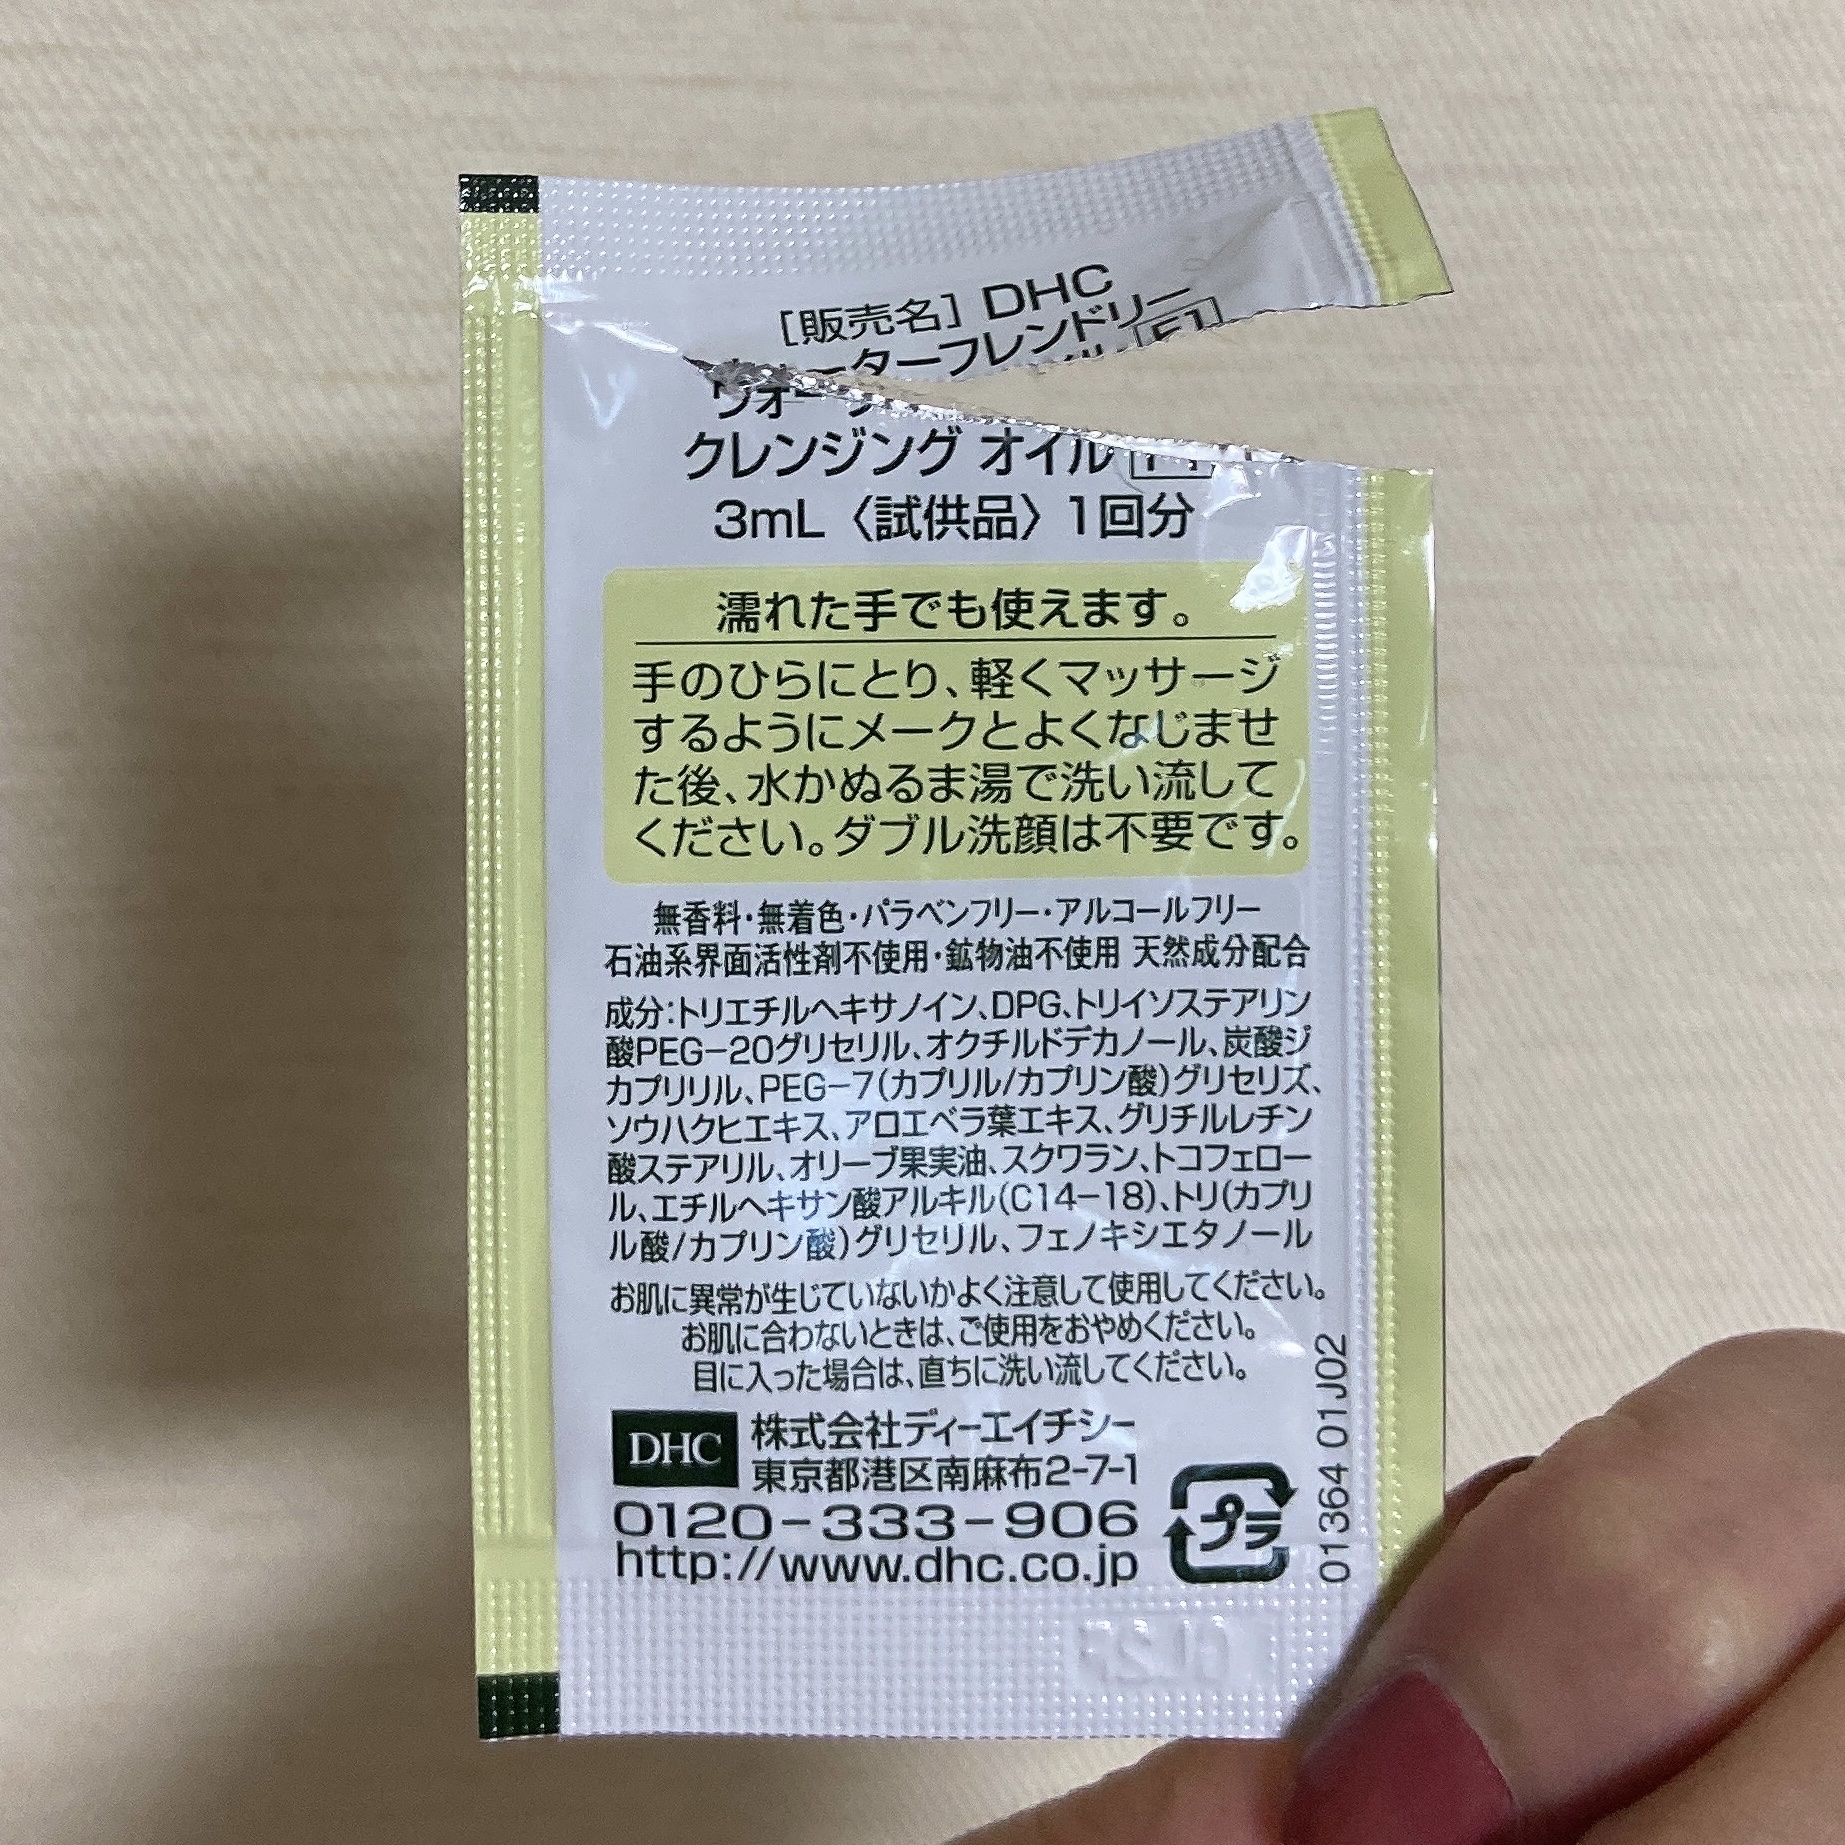 ［販売名］DHC
ウォーターフレンドリー
クレンジング オイル
3mL〈試供品〉1回分
濡れた手でも使えます。
手のひらにとり、軽くマッサージ
するようにメークとよくなじませ
た後、水かぬるま湯で洗い流して
ください。ダブル洗顔は不要です。
無香料・無着色・パラベンフリー・アルコールフリー
石油系界面活性剤不使用・鉱物油不使用 天然成分配合
成分：トリエチルヘキサノイン、DPG、トリイソステアリン
酸PEG−20グリセリル、オクチルドデカノール、炭酸ジ
カプリリル、PEG−7（カプリル/カプリン酸）グリセリズ、
ソウハクヒエキス、アロエベラ葉エキス、グリチルレチン
酸ステアリル、オリーブ果実油、スクワラン、トコフェロー
ル、エチルヘキサン酸アルキル（C14−18）、トリ（カプリ
ル酸/カプリン酸）グリセリル、フェノキシエタノール
お肌に異常が生じていないかよく注意して使用してください。
お肌に合わないときは、ご使用をおやめください。
目に入った場合は、直ちに洗い流してください。
DHC 株式会社ディーエイチシー
東京都港区南麻布2-7-1
0120−333−906
http://www.dhc.co.jp
プラ
01364 01J02